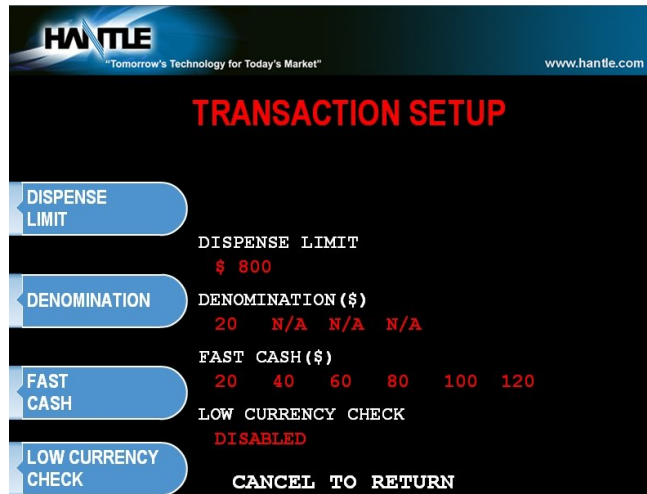 HANTLE
"Tomorrow's Technology for Today's Market"
www.hantle.com
TRANSACTION SETUP
DISPENSE
LIMIT
DISPENSE LIMIT
$ 800
DENOMINATION
DENOMINATION($)
20 N/A N/A N/A
FAST
CASH
FAST CASH($)
20 40 60 80 100 120
LOW CURRENCY
CHECK
LOW CURRENCY CHECK
DISABLED
CANCEL TO RETURN